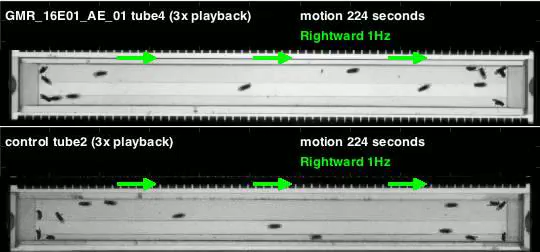 GMR_16E01_AE_01 tube4 (3x playback)
motion 224 seconds
Rightward 1Hz
control tube2 (3x playback)
motion 224 seconds
Rightward 1Hz